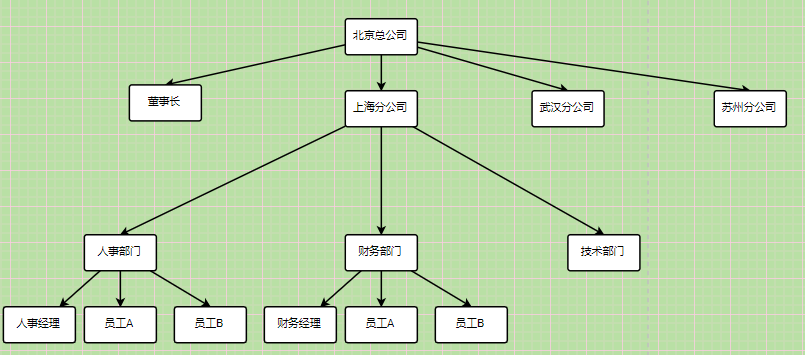 北京总公司
董事长
上海分公司
武汉分公司
苏州分公司
人事部门
财务部门
技术部门
人事经理
员工A
员工B
财务经理
员工A
员工B